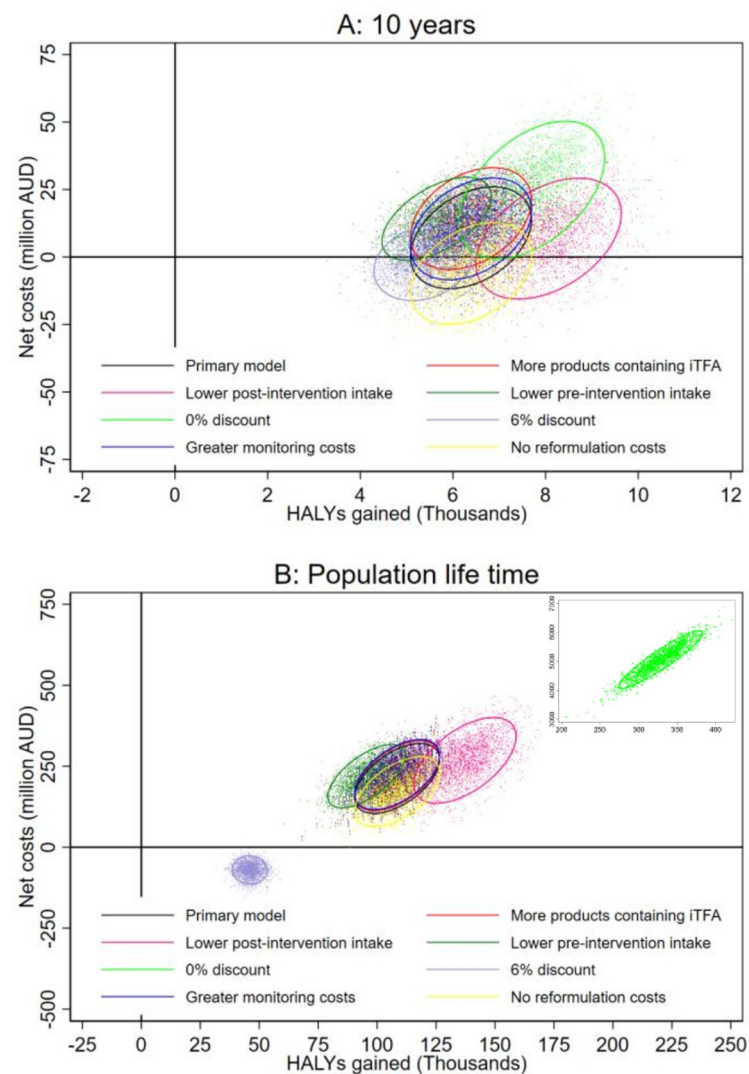 A: 10 years
75
50
25
0
-25
-50
-75
Net costs (million AUD)
Primary model
More products containing iTFA
Lower post-intervention intake
Lower pre-intervention intake
0% discount
6% discount
Greater monitoring costs
No reformulation costs
-2 0 2 4 6 8 10 12
HALYs gained (Thousands)
B: Population life time
750
500
250
0
-250
-500
Net costs (million AUD)
7000
6000
5000
4000
3000
200 250 300 350 400
Primary model
More products containing iTFA
Lower post-intervention intake
Lower pre-intervention intake
0% discount
6% discount
Greater monitoring costs
No reformulation costs
-25 0 25 50 75 100 125 150 175 200 225 250
HALYs gained (Thousands)